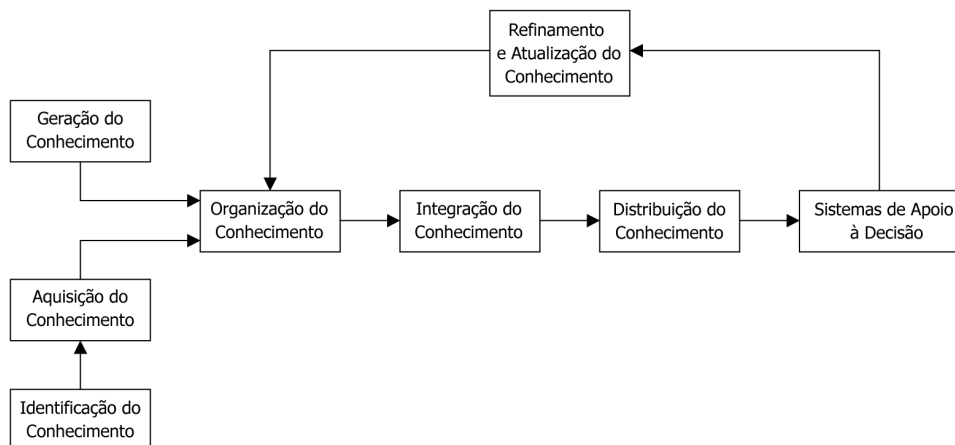 Refinamento
e Atualização do
Conhecimento
Geração do
Conhecimento
Organização do
Conhecimento
Integração do
Conhecimento
Distribuição do
Conhecimento
Sistemas de Apoio
à Decisão
Aquisição do
Conhecimento
Identificação do
Conhecimento